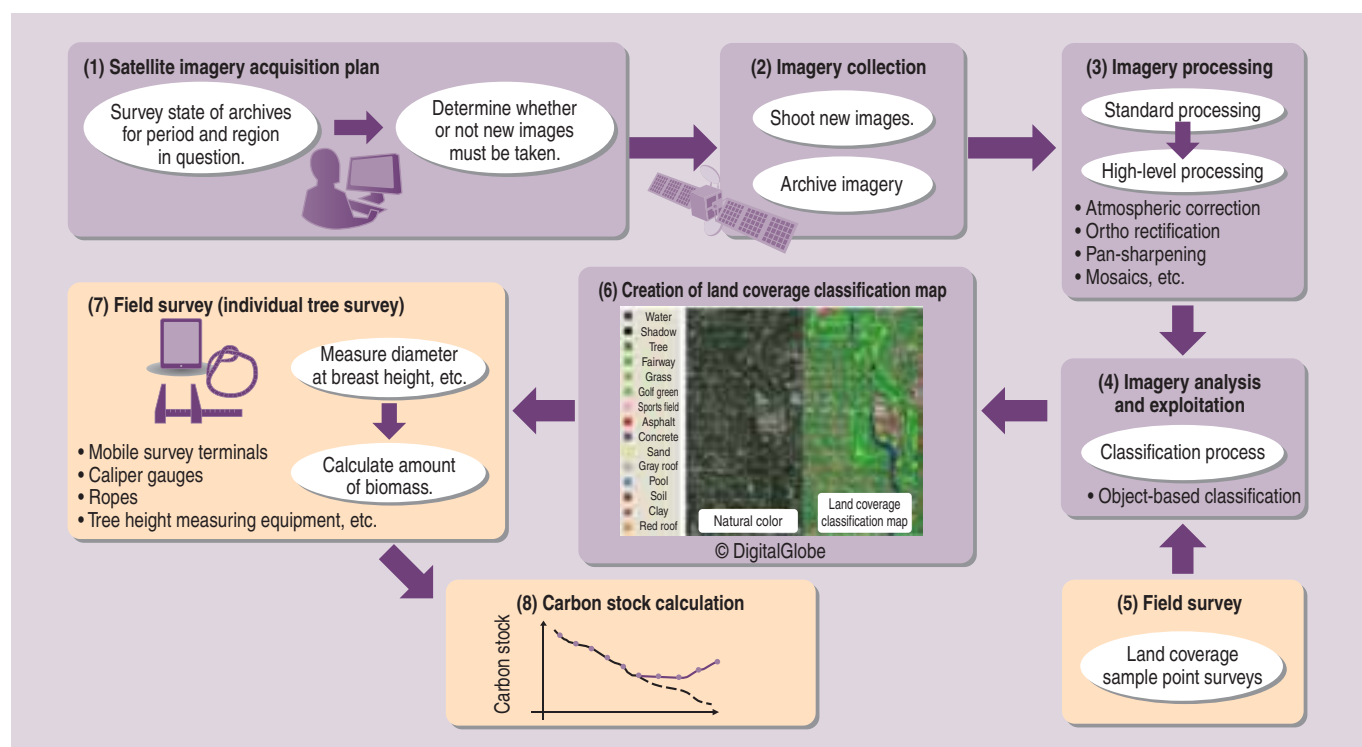 (1) Satellite imagery acquisition plan
Survey state of archives
for period and region
in question.
Determine whether
or not new images
must be taken.
(2) Imagery collection
Shoot new images.
Archive imagery
(3) Imagery processing
Standard processing
High-level processing
• Atmospheric correction
• Ortho rectification
• Pan-sharpening
• Mosaics, etc.
(4) Imagery analysis
and exploitation
Classification process
• Object-based classification
(5) Field survey
Land coverage
sample point surveys
(6) Creation of land coverage classification map
Water
Shadow
Tree
Fairway
Grass
Golf green
Sports field
Asphalt
Concrete
Sand
Gray roof
Pool
Soil
Clay
Red roof
Natural color
Land coverage
classification map
© DigitalGlobe
(7) Field survey (individual tree survey)
Measure diameter
at breast height, etc.
Calculate amount
of biomass.
• Mobile survey terminals
• Caliper gauges
• Ropes
• Tree height measuring equipment, etc.
(8) Carbon stock calculation
Carbon stock